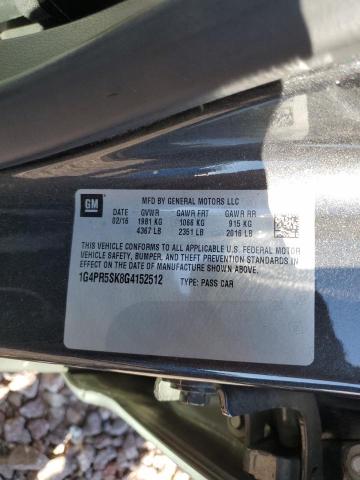 GM
MFD BY GENERAL MOTORS LLC
DATE GVWR GAWR FRT GAWR RR
02/16 1981 KG 1066 KG 915 KG
4367 LB 2351 LB 2016 LB
THIS VEHICLE CONFORMS TO ALL APPLICABLE U.S. FEDERAL MOTOR
VEHICLE SAFETY, BUMPER, AND THEFT PREVENTION STANDARDS
IN EFFECT ON THE DATE OF MANUFACTURE SHOWN ABOVE.
1G4PR5SK8G4152512 TYPE: PASS CAR